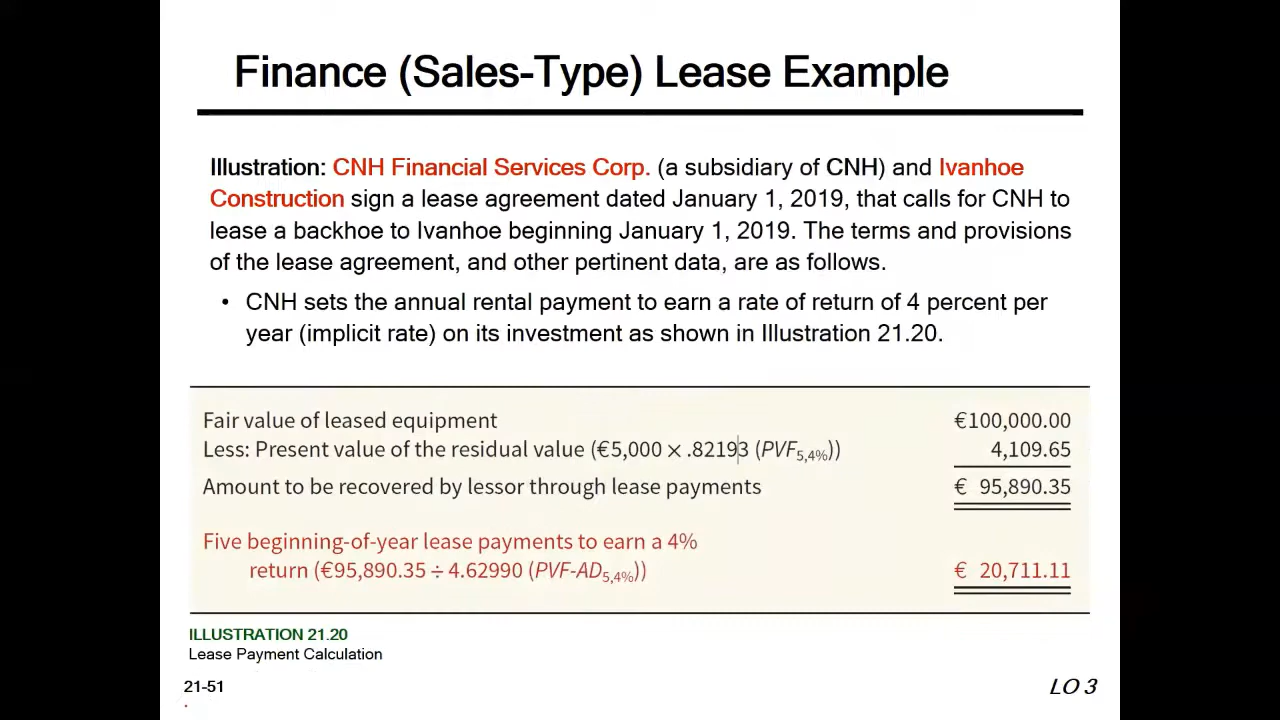 Finance (Sales-Type) Lease Example
Illustration: CNH Financial Services Corp. (a subsidiary of CNH) and Ivanhoe
Construction sign a lease agreement dated January 1, 2019, that calls for CNH to
lease a backhoe to Ivanhoe beginning January 1, 2019. The terms and provisions
of the lease agreement, and other pertinent data, are as follows.
• CNH sets the annual rental payment to earn a rate of return of 4 percent per
year (implicit rate) on its investment as shown in Illustration 21.20.
Fair value of leased equipment €100,000.00
Less: Present value of the residual value (€5,000 × .82193 (PVF5,4%)) 4,109.65
Amount to be recovered by lessor through lease payments € 95,890.35
Five beginning-of-year lease payments to earn a 4%
return (€95,890.35 ÷ 4.62990 (PVF-AD5,4%)) € 20,711.11
ILLUSTRATION 21.20
Lease Payment Calculation
21-51
LO 3